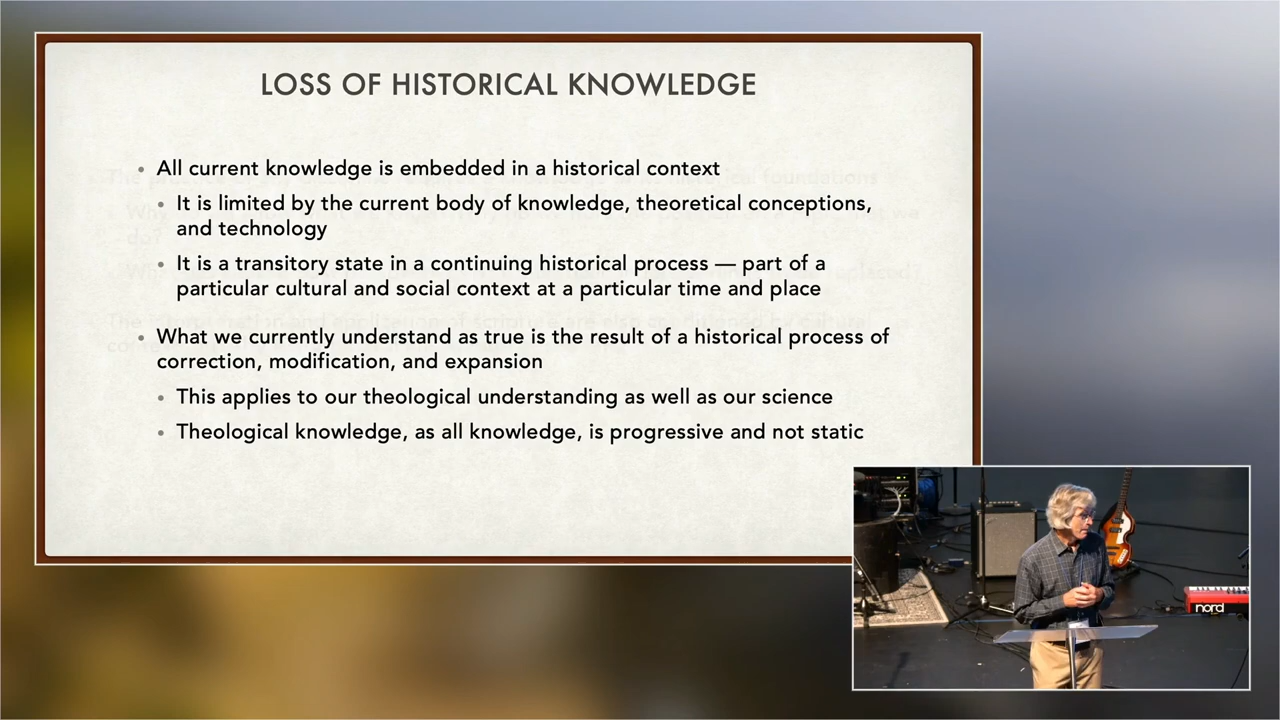 LOSS OF HISTORICAL KNOWLEDGE
• All current knowledge is embedded in a historical context
• It is limited by the current body of knowledge, theoretical conceptions,
and technology
• It is a transitory state in a continuing historical process — part of a
particular cultural and social context at a particular time and place
• What we currently understand as true is the result of a historical process of
correction, modification, and expansion
• This applies to our theological understanding as well as our science
• Theological knowledge, as all knowledge, is progressive and not static
nord